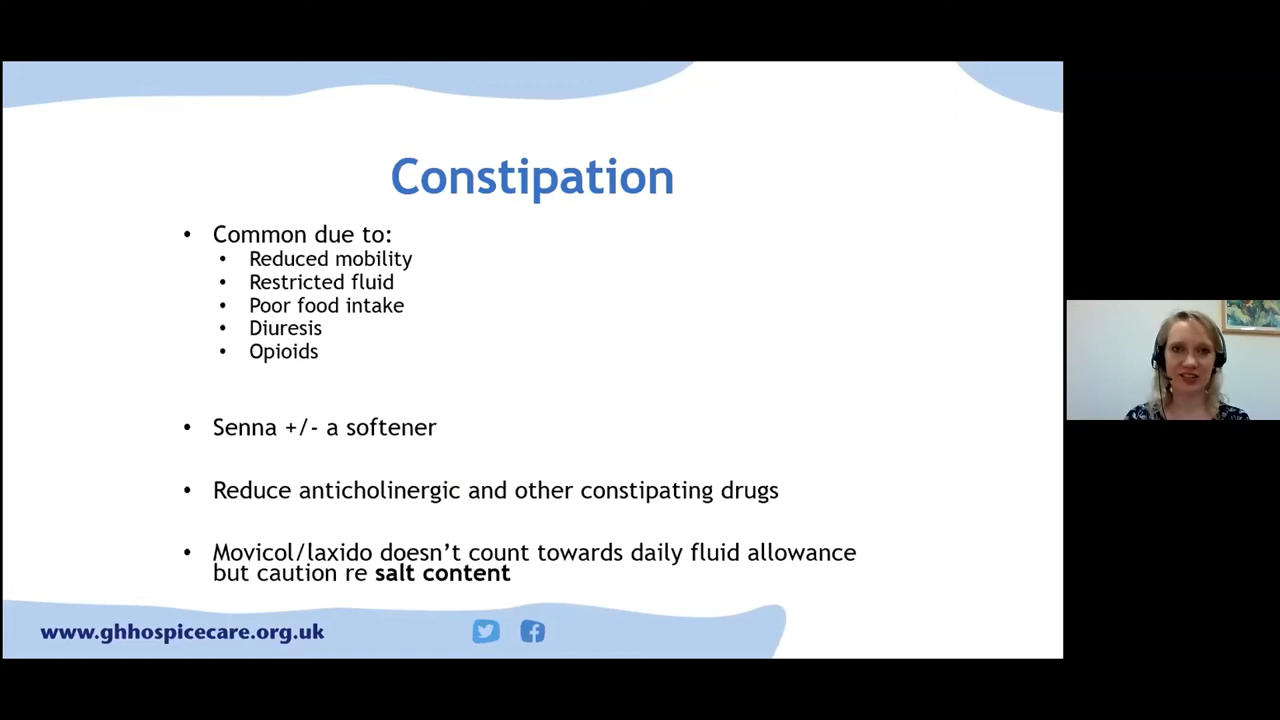 Constipation
• Common due to:
• Reduced mobility
• Restricted fluid
• Poor food intake
• Diuresis
• Opioids
• Senna +/- a softener
• Reduce anticholinergic and other constipating drugs
• Movicol/laxido doesn't count towards daily fluid allowance
but caution re salt content
www.ghhospicecare.org.uk